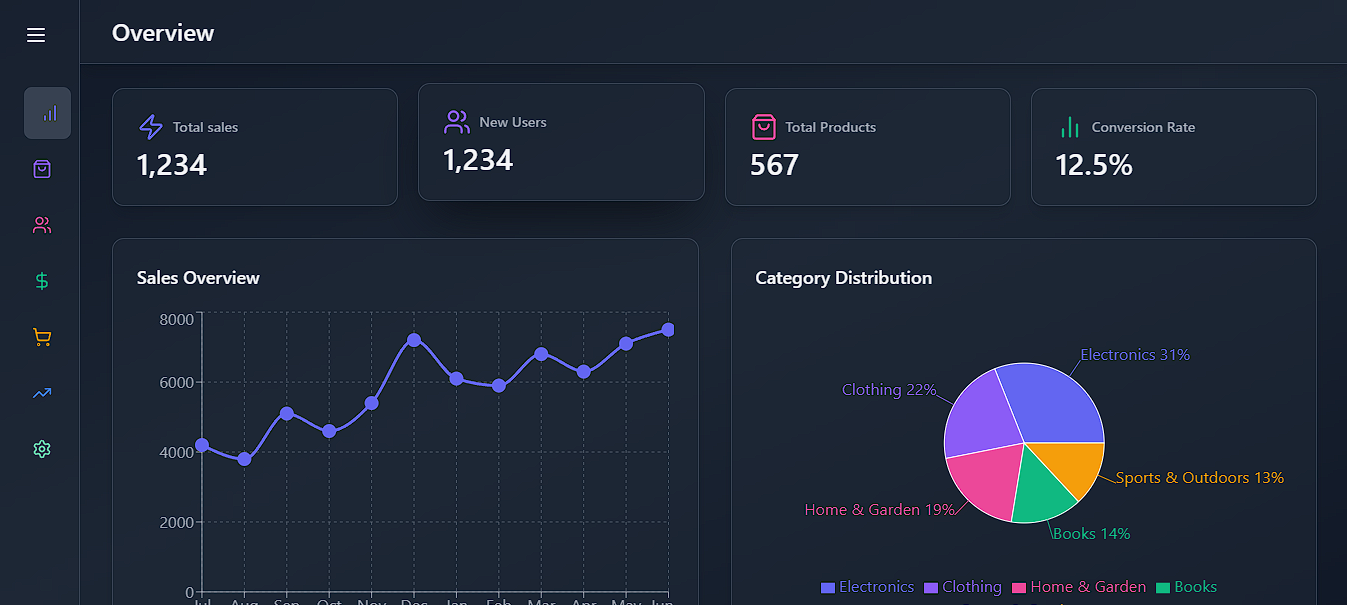 Overview
Total sales
1,234
New Users
1,234
Total Products
567
Conversion Rate
12.5%
Sales Overview
8000
6000
4000
2000
0
Jul Aug Sep Oct Nov Dec Jan Feb Mar Apr May Jun
Category Distribution
Electronics 31%
Clothing 22%
Sports & Outdoors 13%
Home & Garden 19%
Books 14%
Electronics Clothing Home & Garden Books